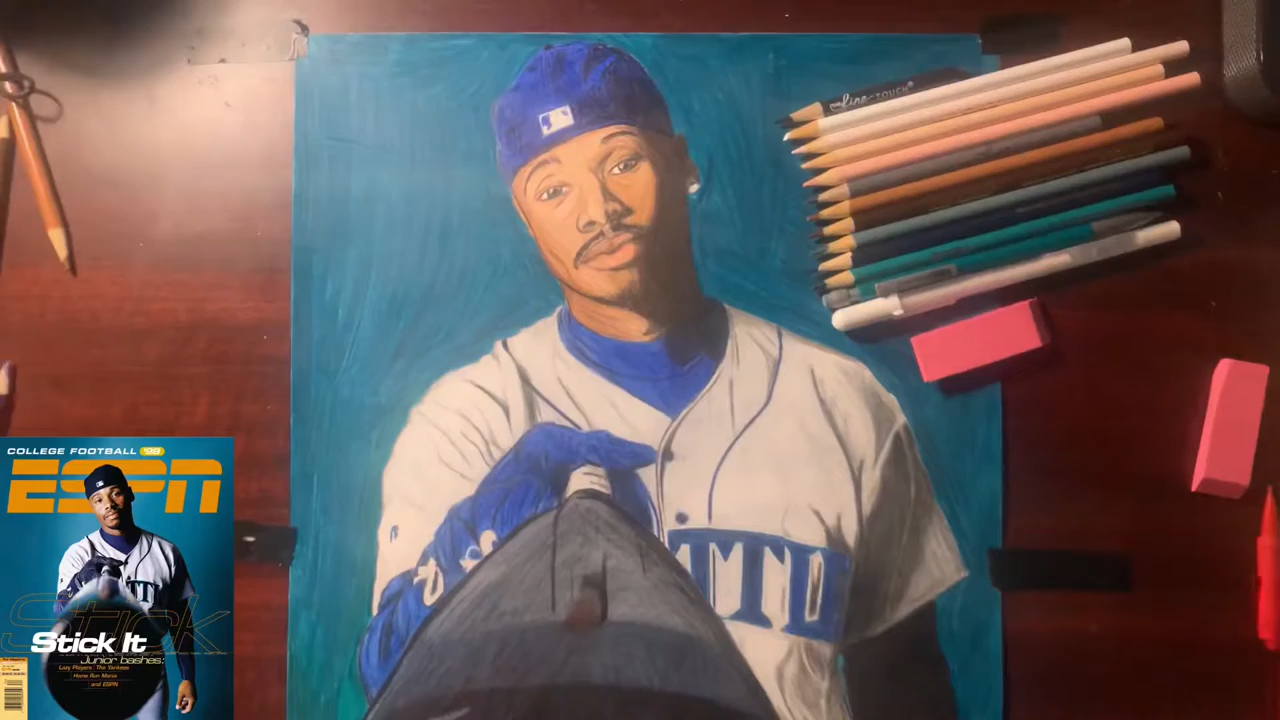 fine-TOUCH
COLLEGE FOOTBALL '98
ESPN
Stick
Stick It
Junior bashes:
Lazy Players | The Yankees
Home Run Mania
and ESPN